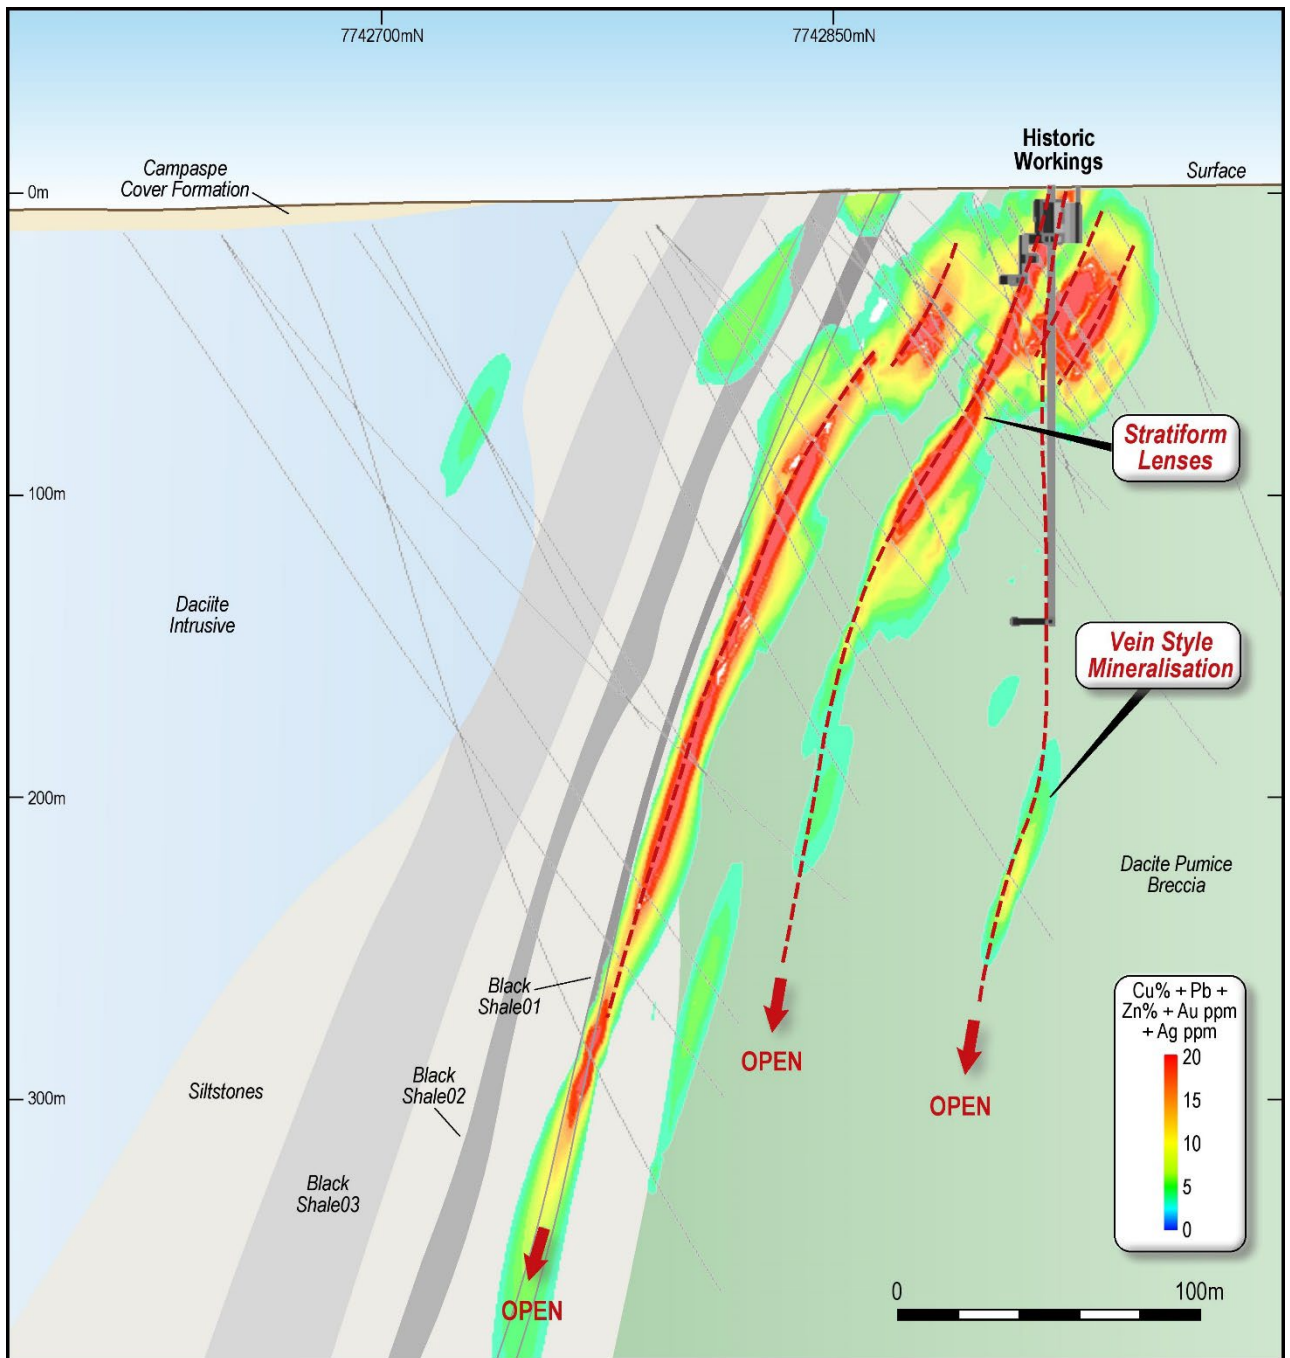 7742700mN
7742850mN
Historic
Workings
Surface
Campaspe
Cover Formation
0m
Stratiform
Lenses
100m
Daciite
Intrusive
Vein Style
Mineralisation
200m
Dacite Pumice
Breccia
Black
Shale01
Cu% + Pb +
Zn% + Au ppm
+ Ag ppm
20
15
10
5
0
OPEN
OPEN
Black
Shale02
Siltstones
300m
Black
Shale03
OPEN
0
100m